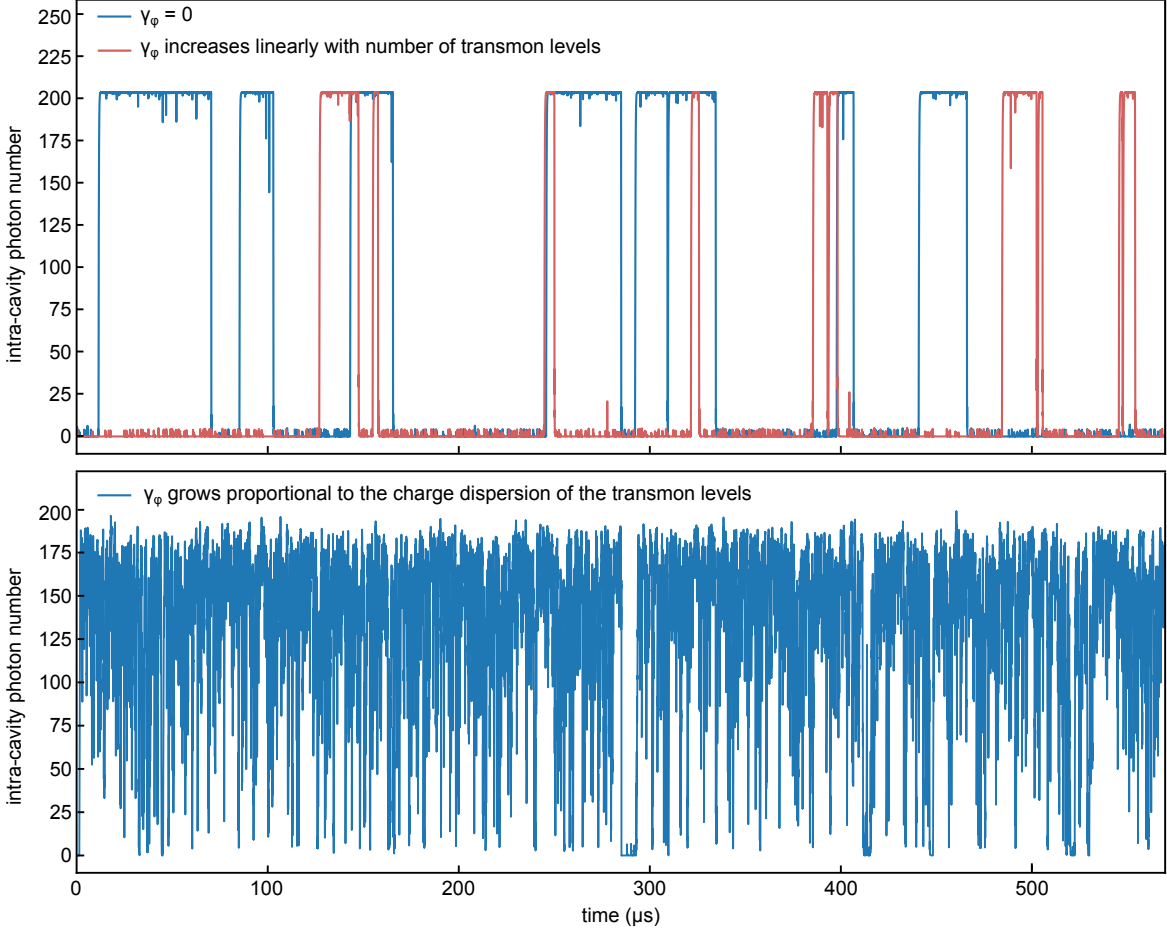 250
225
200
175
150
125
100
75
50
25
0
intra-cavity photon number
γφ = 0
γφ increases linearly with number of transmon levels
200
175
150
125
100
75
50
25
0
intra-cavity photon number
γφ grows proportional to the charge dispersion of the transmon levels
0 100 200 300 400 500
time (μs)